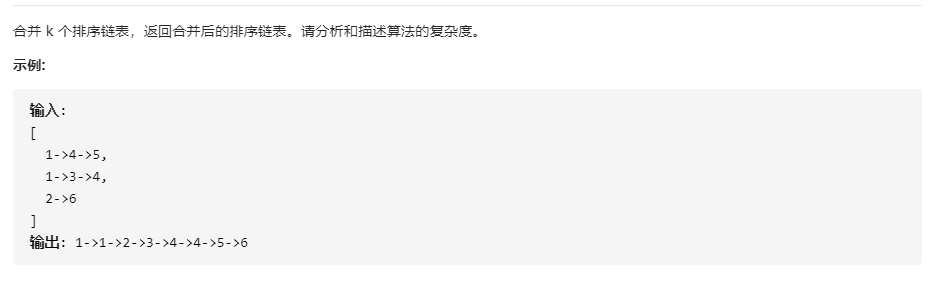 合并 k 个排序链表，返回合并后的排序链表。请分析和描述算法的复杂度。
示例:
输入:
[
  1->4->5,
  1->3->4,
  2->6
]
输出: 1->1->2->3->4->4->5->6